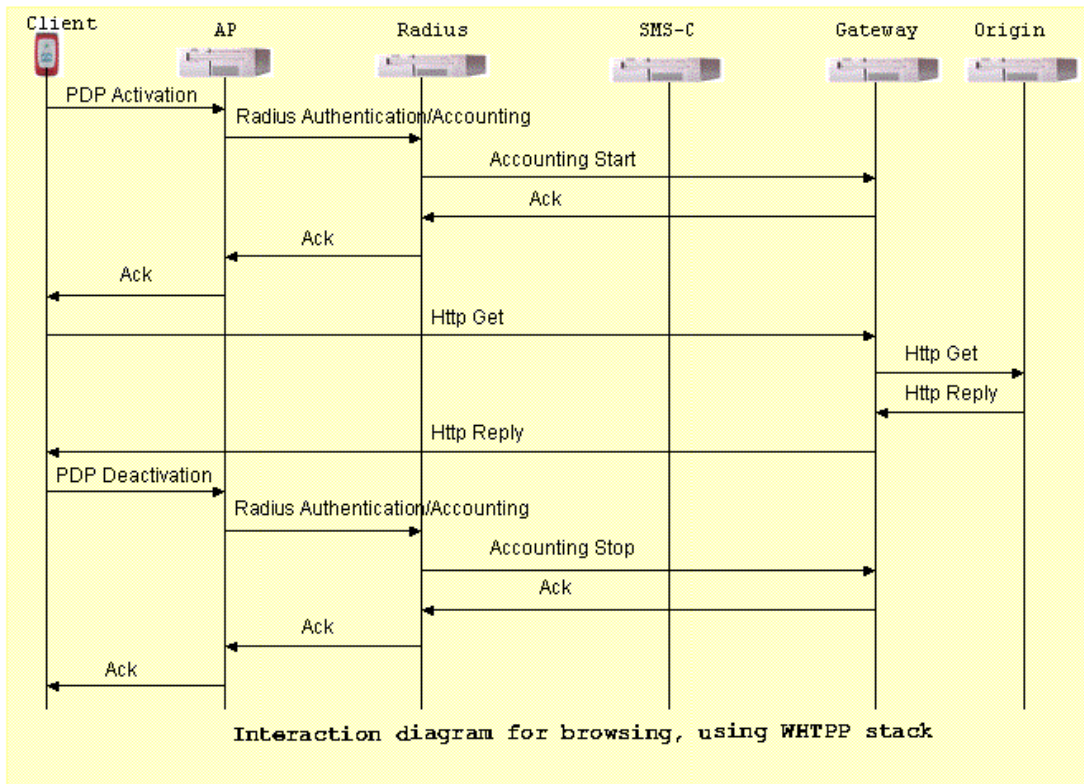 Client AP Radius SMS-C Gateway Origin
PDP Activation
Radius Authentication/Accounting
Accounting Start
Ack
Ack
Ack
Http Get
Http Get
Http Reply
Http Reply
PDP Deactivation
Radius Authentication/Accounting
Accounting Stop
Ack
Ack
Ack
Interaction diagram for browsing, using WHTPP stack